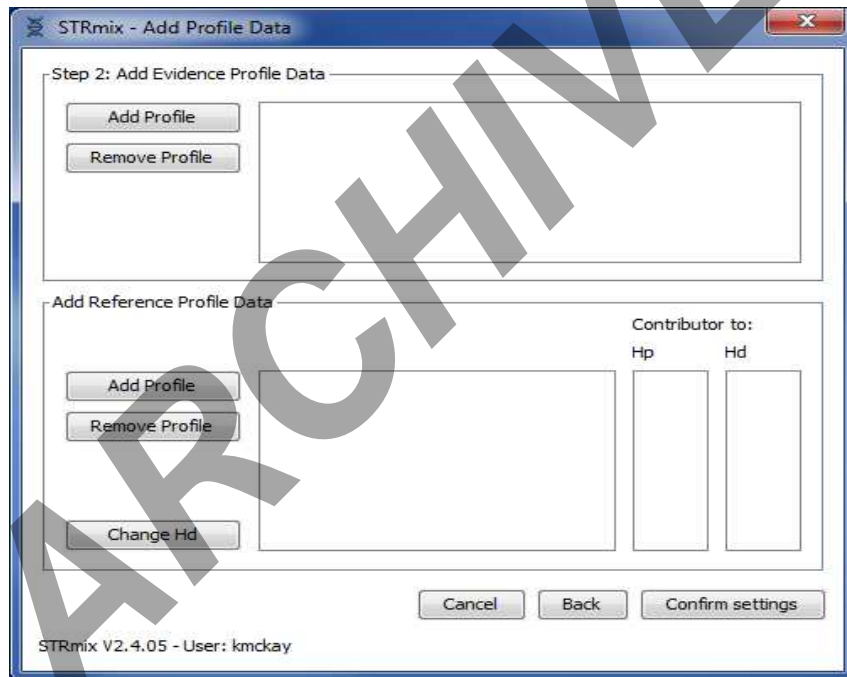 STRmix - Add Profile Data
Step 2: Add Evidence Profile Data
Add Profile
Remove Profile
Add Reference Profile Data
Contributor to:
Hp Hd
Add Profile
Remove Profile
Change Hd
Cancel Back Confirm settings
STRmix V2.4.05 - User: kmckay
ARCHIVE